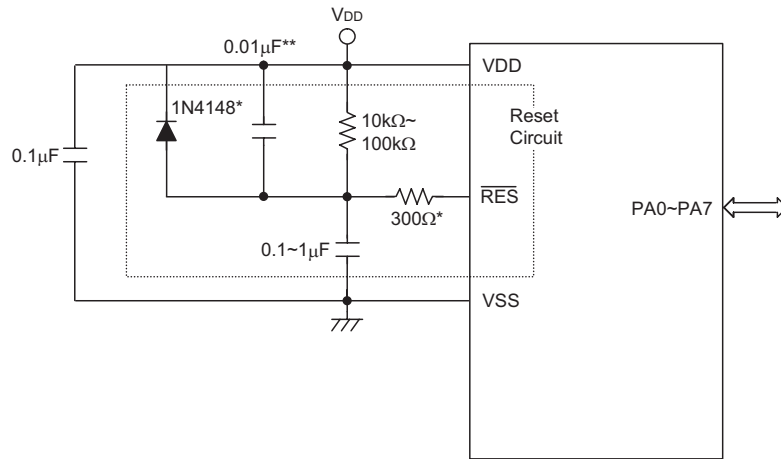 VDD
0.01μF**
VDD
1N4148*
Reset
Circuit
10kΩ~
100kΩ
0.1μF
RES
PA0~PA7
300Ω*
0.1~1μF
VSS